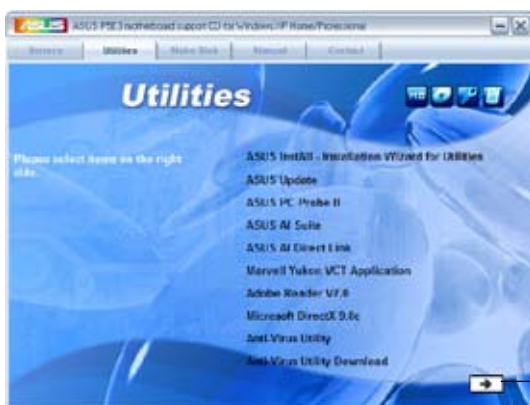 ASUS P5E3 motherboard support CD for Windows XP Home/Professional
Drivers Utilities Make Disk Manual Contact
Utilities
Please select items on the right side.
ASUS InstAll - Installation Wizard for Utilities
ASUS Update
ASUS PC Probe II
ASUS AI Suite
ASUS AI Direct Link
Marvell Yukon VCT Application
Adobe Reader V7.0
Microsoft DirectX 9.0c
Anti-Virus Utility
Anti-Virus Utility Download